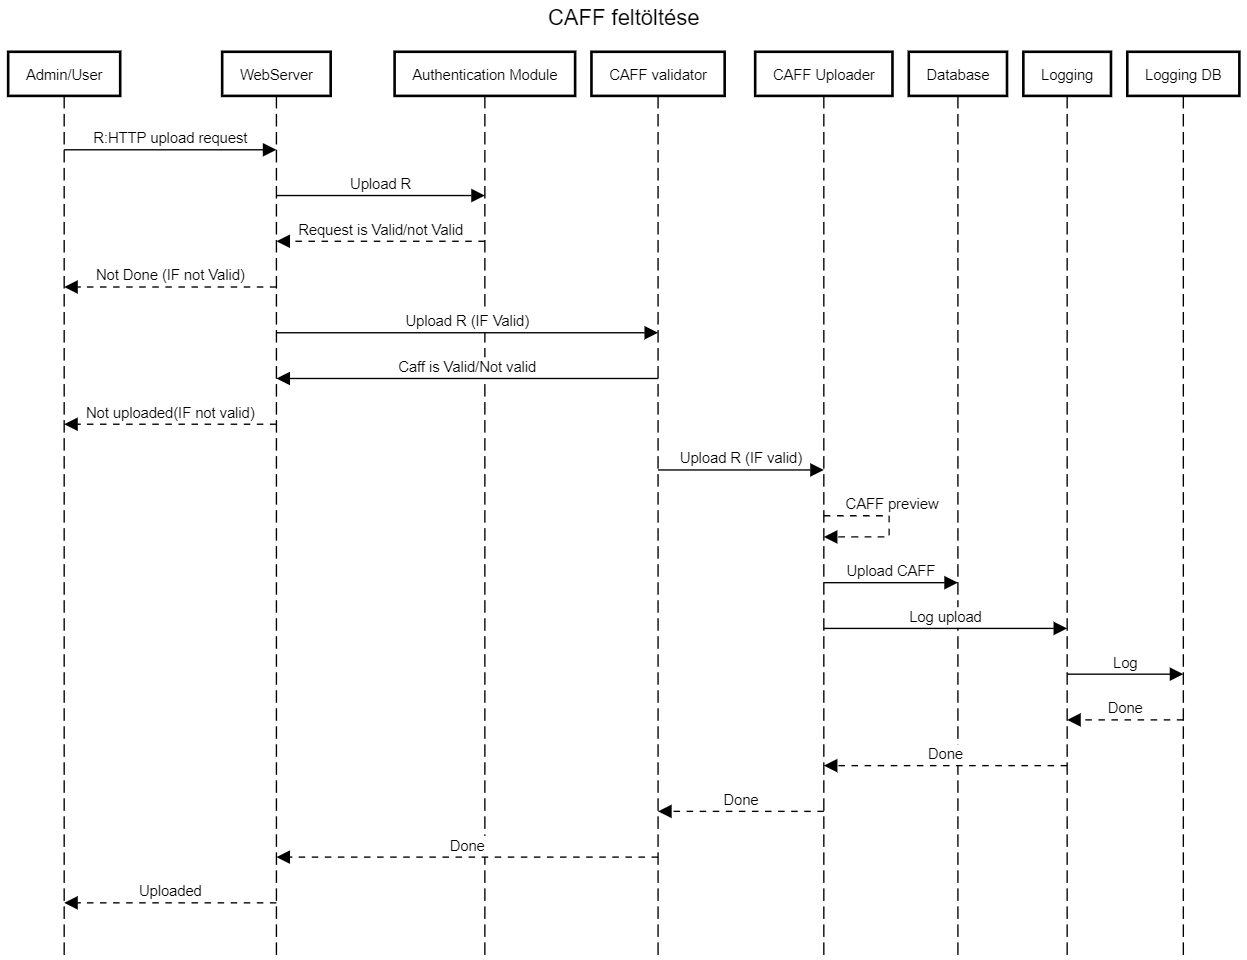 CAFF feltöltése
Admin/User
WebServer
Authentication Module
CAFF validator
CAFF Uploader
Database
Logging
Logging DB
R:HTTP upload request
Upload R
Request is Valid/not Valid
Not Done (IF not Valid)
Upload R (IF Valid)
Caff is Valid/Not valid
Not uploaded(IF not valid)
Upload R (IF valid)
CAFF preview
Upload CAFF
Log upload
Log
Done
Done
Done
Done
Uploaded